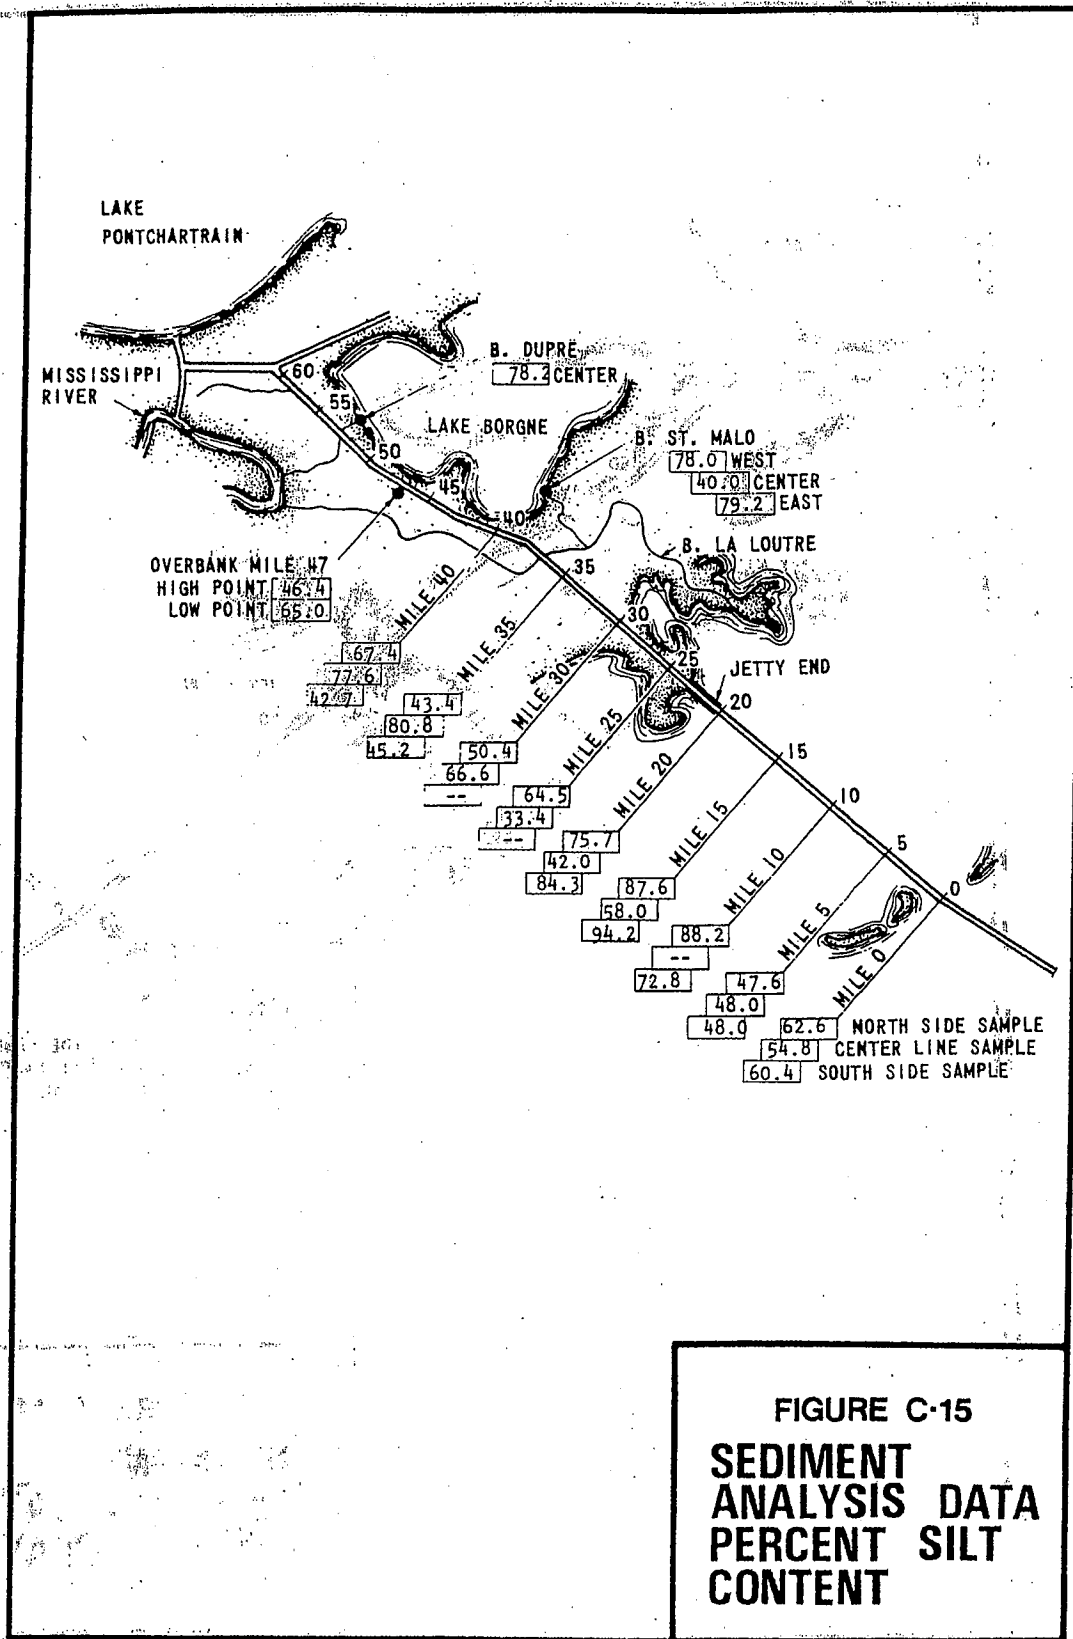 LAKE
PONTCHARTRAIN
MISSISSIPPI
RIVER
60
55
50
45
40
35
30
25
20
15
10
5
0
B. DUPRE
78.2 CENTER
LAKE BORGNE
B. ST. MALO
78.0 WEST
40.0 CENTER
79.2 EAST
B. LA LOUTRE
JETTY END
OVERBANK MILE 47
HIGH POINT 46.4
LOW POINT 65.0
MILE 40
67.4
77.6
42.7
MILE 35
43.4
80.8
45.2
MILE 30
50.4
66.6
--
MILE 25
64.5
33.4
--
MILE 20
75.7
42.0
84.3
MILE 15
87.6
58.0
94.2
MILE 10
88.2
--
72.8
MILE 5
47.6
48.0
48.0
MILE 0
62.6 NORTH SIDE SAMPLE
54.8 CENTER LINE SAMPLE
60.4 SOUTH SIDE SAMPLE
FIGURE C-15
SEDIMENT
ANALYSIS DATA
PERCENT SILT
CONTENT